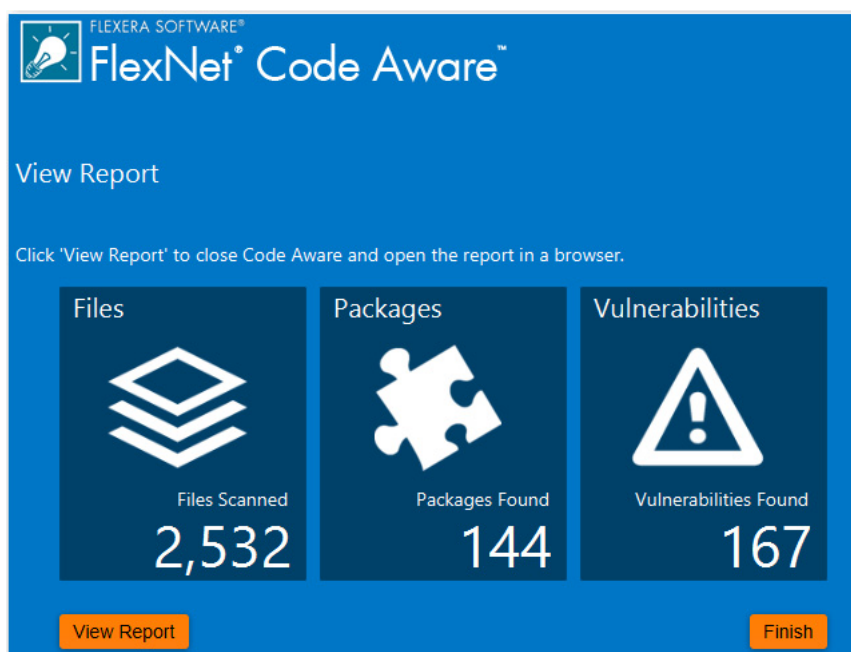 FLEXERA SOFTWARE®
FlexNet® Code Aware™
View Report
Click 'View Report' to close Code Aware and open the report in a browser.
Files
Packages
Vulnerabilities
Files Scanned
2,532
Packages Found
144
Vulnerabilities Found
167
View Report
Finish